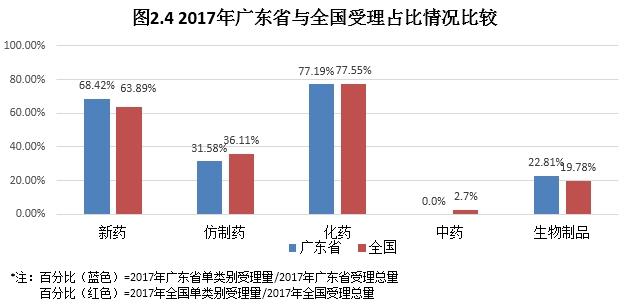 图2.4 2017年广东省与全国受理占比情况比较
100.00%
80.00%
60.00%
40.00%
20.00%
0.00%
68.42% 63.89%
31.58% 36.11%
77.19% 77.55%
0.0% 2.7%
22.81% 19.78%
新药 仿制药 化药 中药 生物制品
广东省 全国
*注：百分比（蓝色）=2017年广东省单类别受理量/2017年广东省受理总量
百分比（红色）=2017年全国单类别受理量/2017年全国受理总量